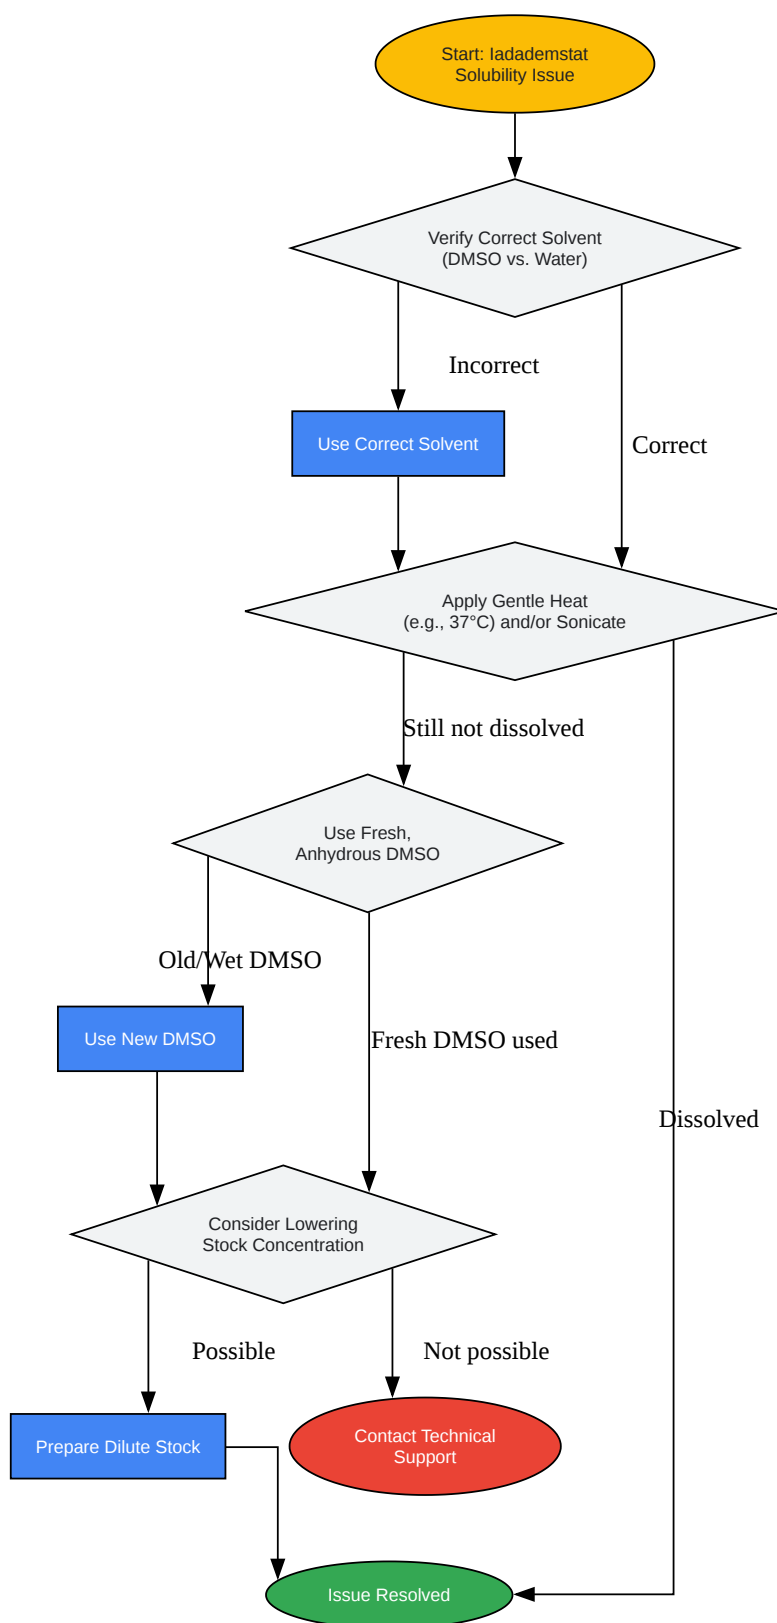 Start: Iadademstat
Solubility Issue
Verify Correct Solvent
(DMSO vs. Water)
Incorrect
Use Correct Solvent
Correct
Apply Gentle Heat
(e.g., 37°C) and/or Sonicate
Still not dissolved
Use Fresh,
Anhydrous DMSO
Old/Wet DMSO
Use New DMSO
Fresh DMSO used
Dissolved
Consider Lowering
Stock Concentration
Possible
Not possible
Prepare Dilute Stock
Contact Technical
Support
Issue Resolved